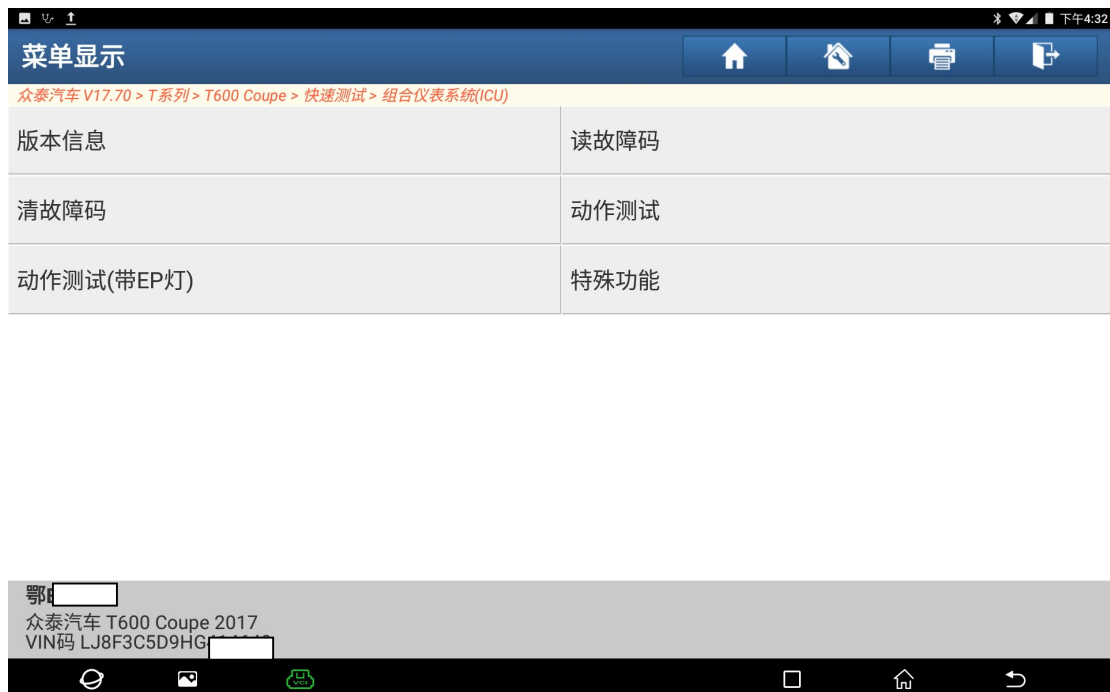 下午4:32
菜单显示
众泰汽车 V17.70 > T系列 > T600 Coupe > 快速测试 > 组合仪表系统(ICU)
版本信息
读故障码
清故障码
动作测试
动作测试(带EP灯)
特殊功能
鄂
众泰汽车 T600 Coupe 2017
VIN码 LJ8F3C5D9HG
VCI